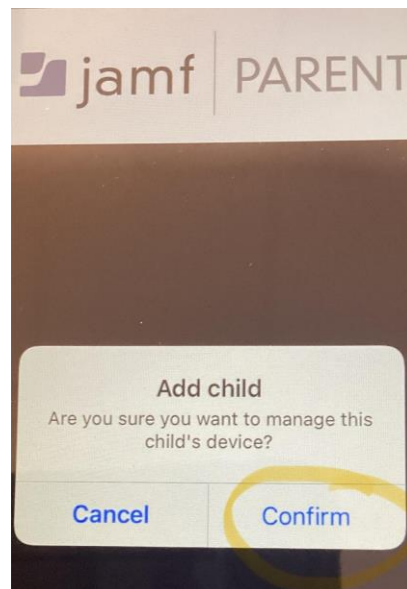 jamf PARENT
Add child
Are you sure you want to manage this
child's device?
Cancel Confirm